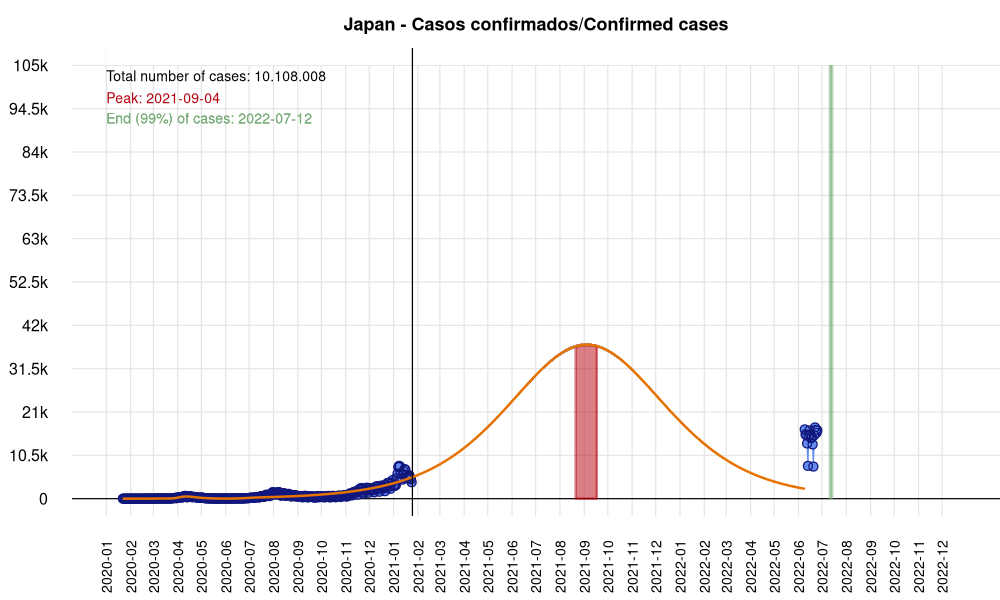 Japan - Casos confirmados/Confirmed cases
105k
94.5k
84k
73.5k
63k
52.5k
42k
31.5k
21k
10.5k
0
Total number of cases: 10.108.008
Peak: 2021-09-04
End (99%) of cases: 2022-07-12
2020-01
2020-02
2020-03
2020-04
2020-05
2020-06
2020-07
2020-08
2020-09
2020-10
2020-11
2020-12
2021-01
2021-02
2021-03
2021-04
2021-05
2021-06
2021-07
2021-08
2021-09
2021-10
2021-11
2021-12
2022-01
2022-02
2022-03
2022-04
2022-05
2022-06
2022-07
2022-08
2022-09
2022-10
2022-11
2022-12